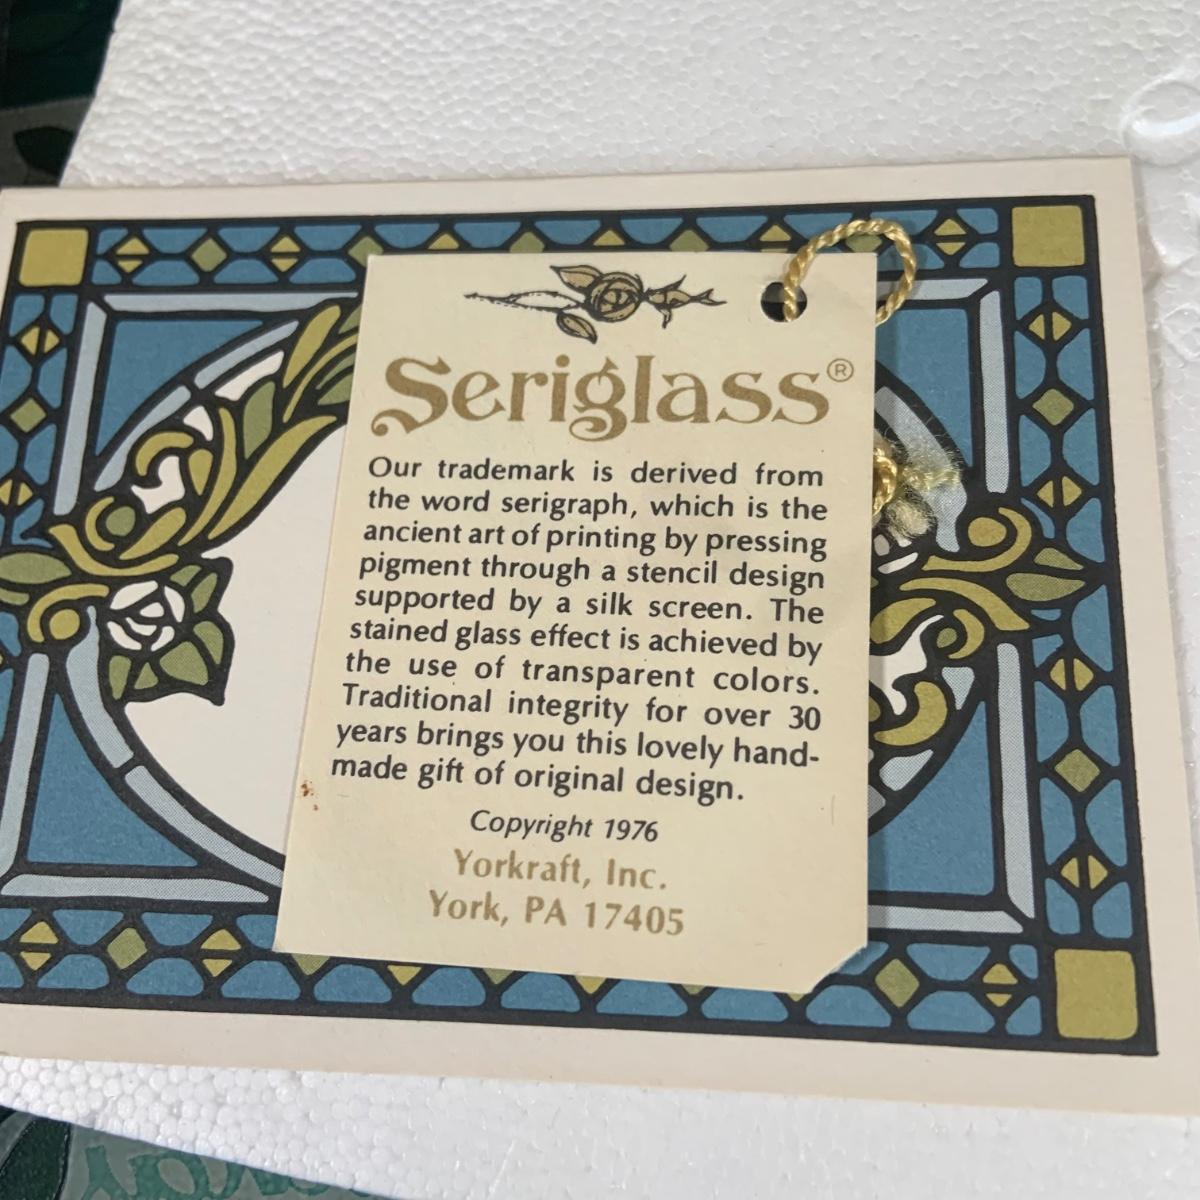 Seriglass®
Our trademark is derived from
the word serigraph, which is the
ancient art of printing by pressing
pigment through a stencil design
supported by a silk screen. The
stained glass effect is achieved by
the use of transparent colors.
Traditional integrity for over 30
years brings you this lovely hand-
made gift of original design.
Copyright 1976
Yorkraft, Inc.
York, PA 17405